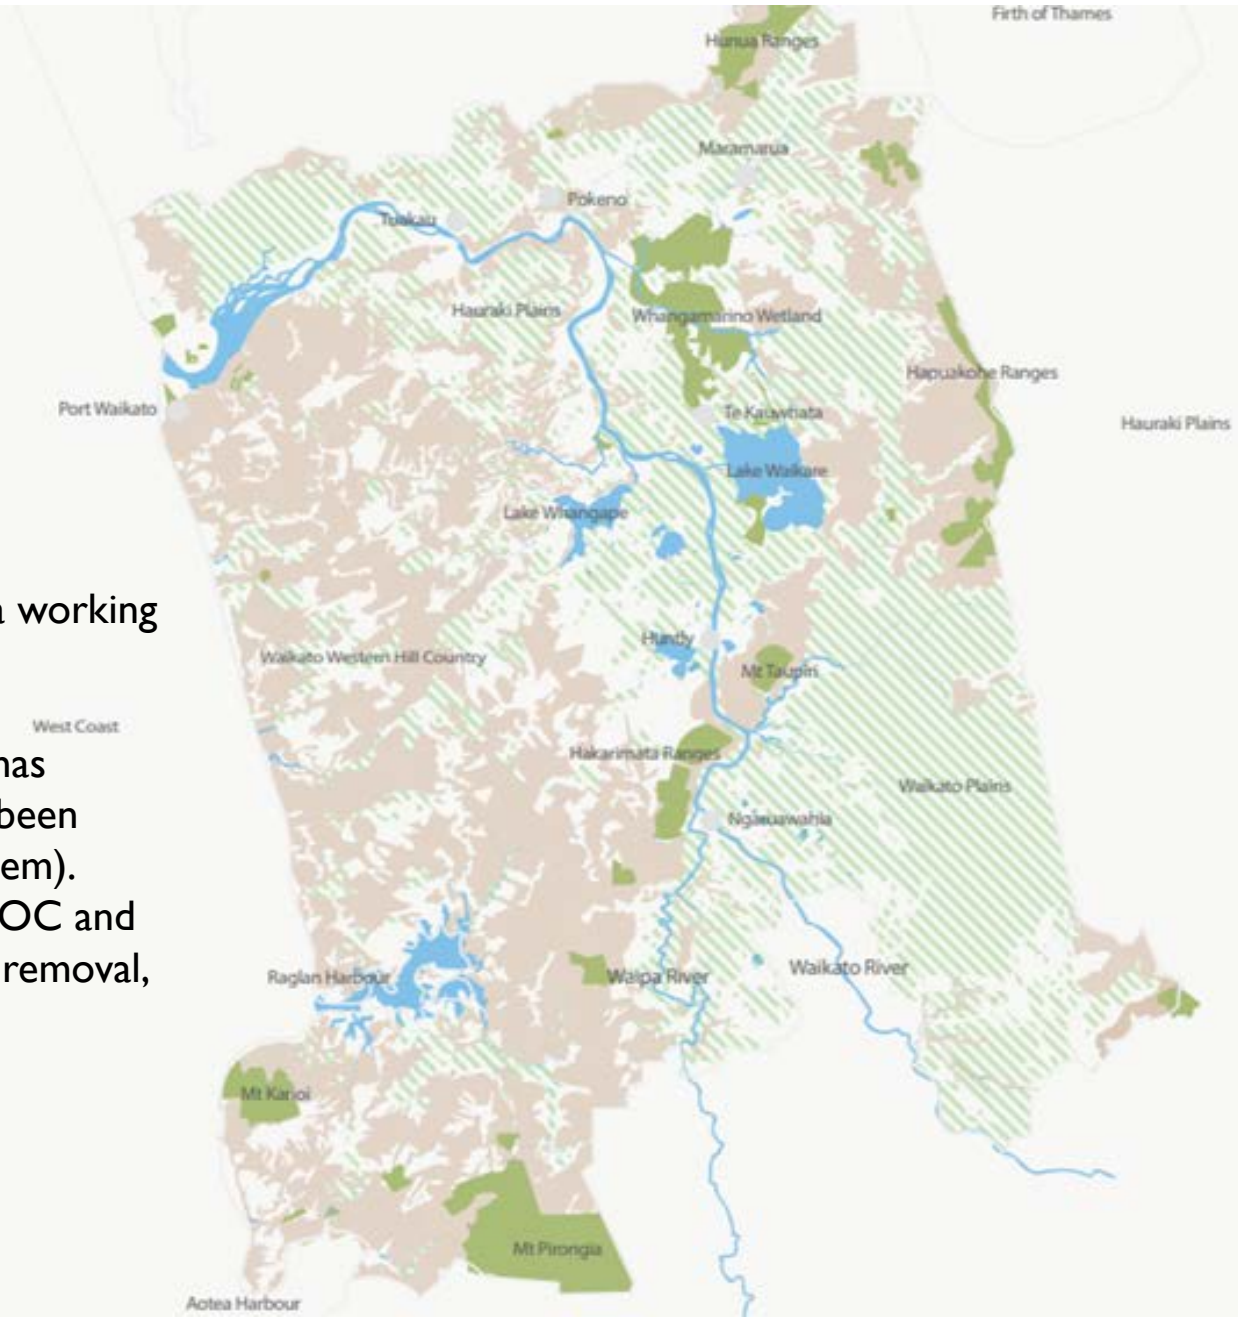 Firth of Thames
Hunua Ranges
Maramarua
Pokeno
Tuakau
Hauraki Plains
Whangamarino Wetland
Hapuakohe Ranges
Port Waikato
Te Kauwhata
Hauraki Plains
Lake Waikare
Lake Whangape
a working
Huntly
Waikato Western Hill Country
Mt Taupiri
West Coast
has
Hakarimata Ranges
been
Waikato Plains
Ngaruawahia
em).
OC and
removal,
Raglan Harbour
Waipa River
Waikato River
Mt Karioi
Mt Pirongia
Aotea Harbour